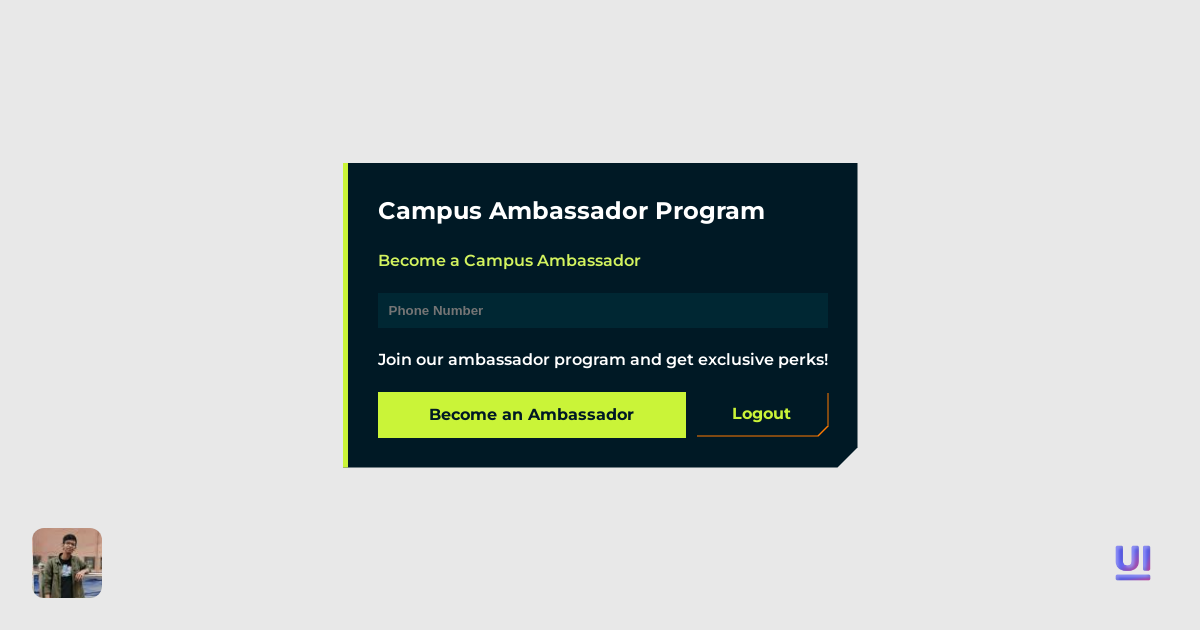 Campus Ambassador Program
Become a Campus Ambassador
Phone Number
Join our ambassador program and get exclusive perks!
Become an Ambassador
Logout
UI